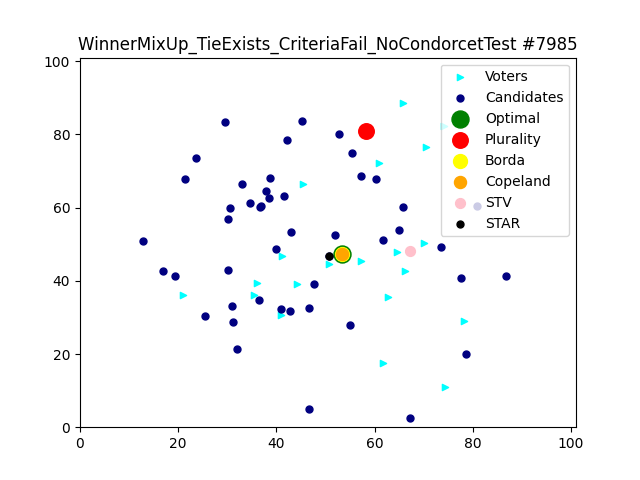 WinnerMixUp_TieExists_CriteriaFail_NoCondorcetTest #7985
100
80
60
40
20
0
0 20 40 60 80 100
Voters
Candidates
Optimal
Plurality
Borda
Copeland
STV
STAR